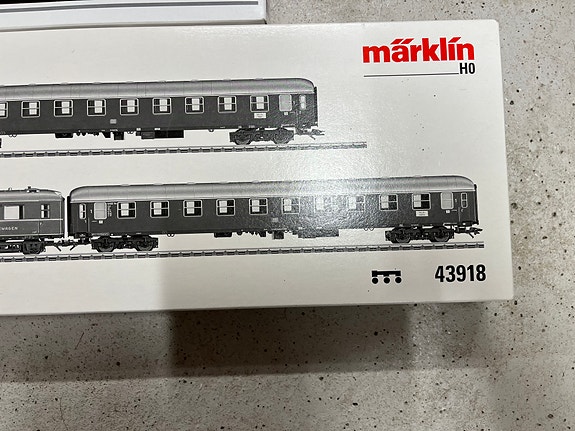 märklin
H0
WAGEN
43918